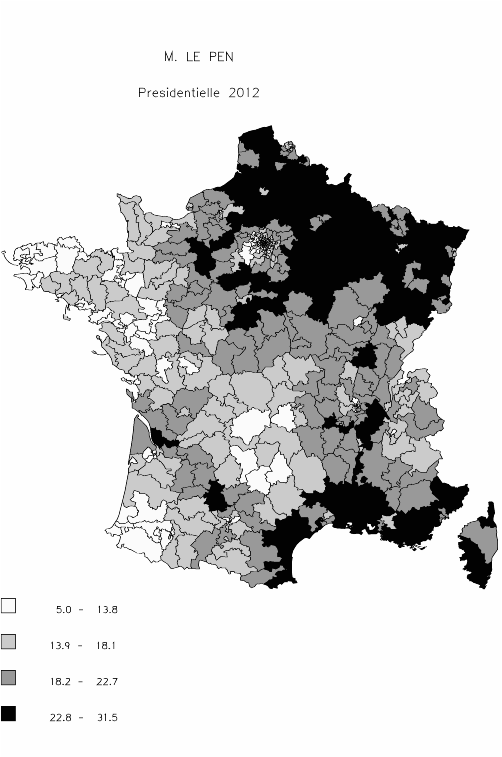 M. LE PEN
Presidentielle 2012
5.0 - 13.8
13.9 - 18.1
18.2 - 22.7
22.8 - 31.5